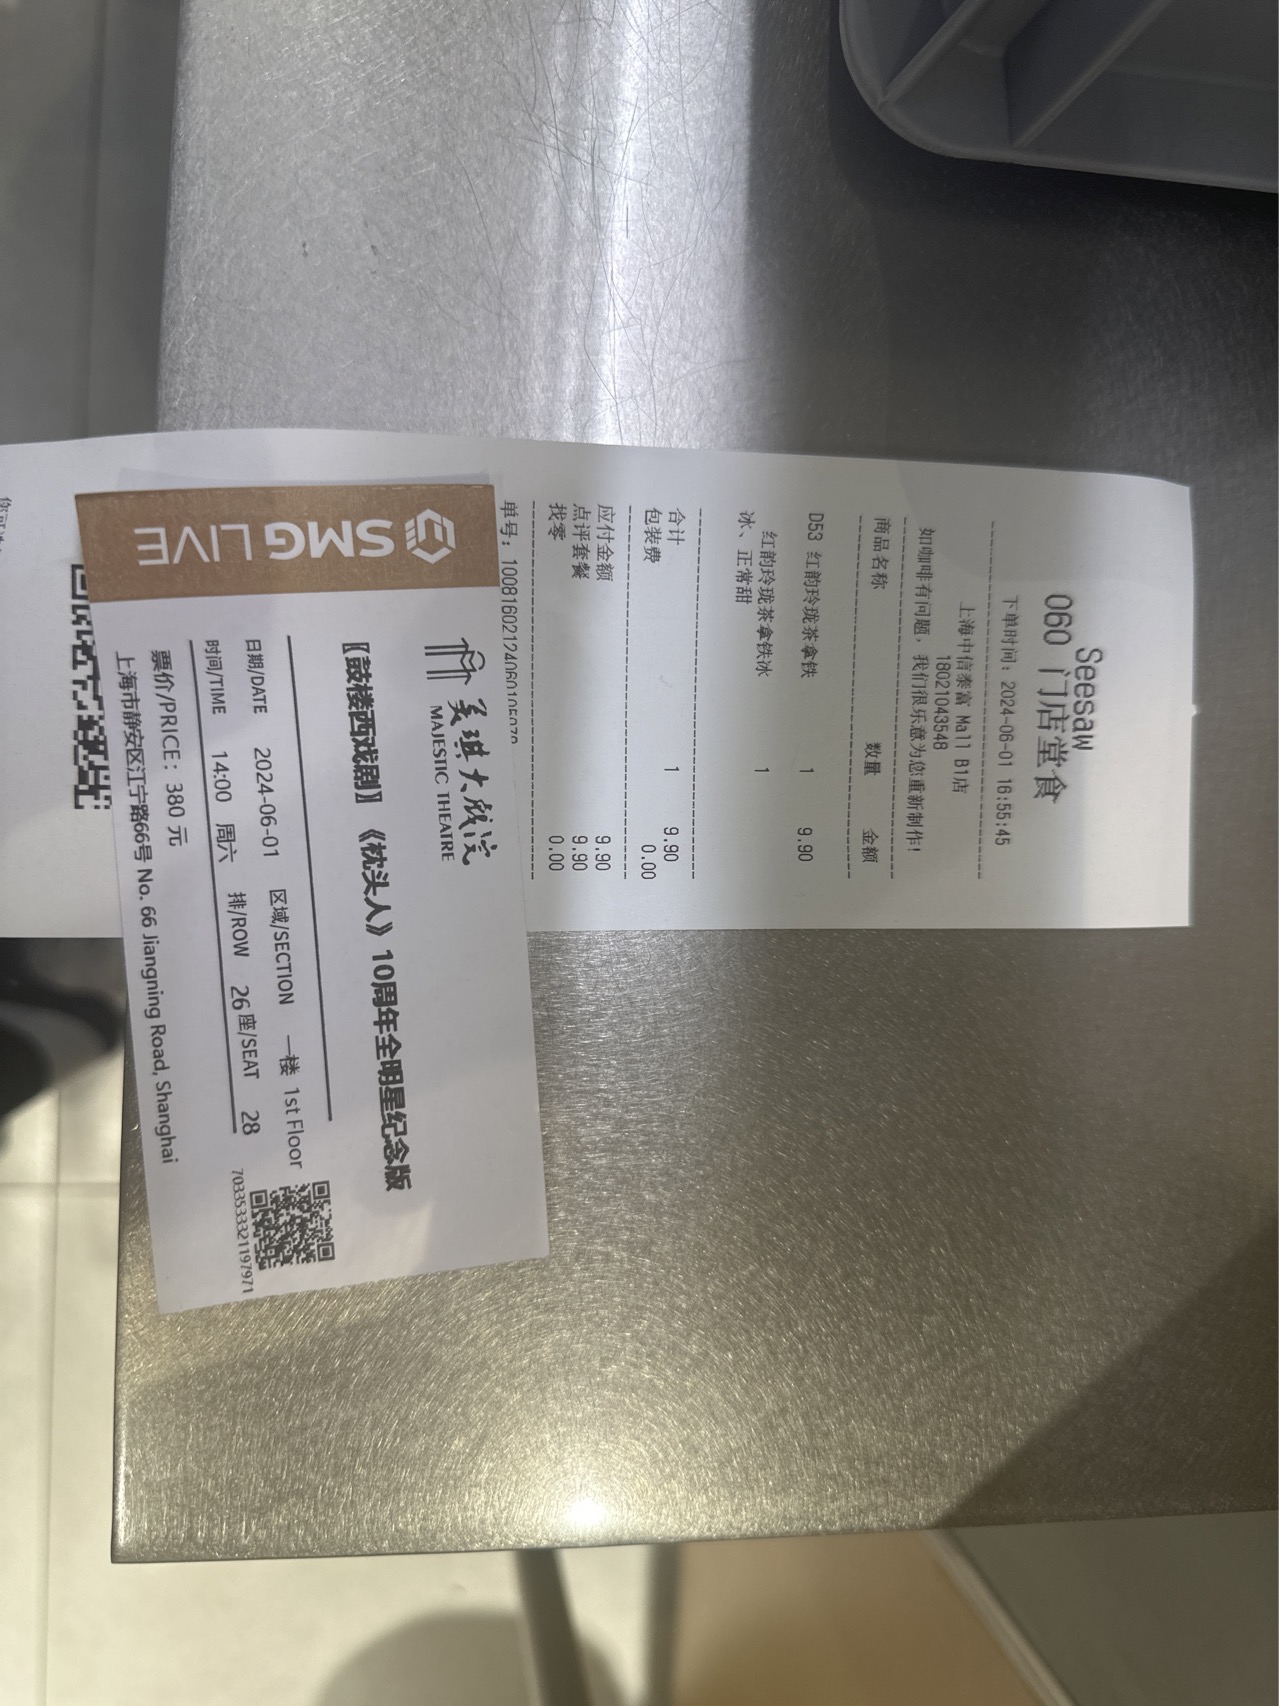 Seesaw
060 门店堂食
下单时间: 2024-06-01 16:55:45
上海中信泰富 Mall B1店
18021043548
如咖啡有问题, 我们很乐意为您重新制作!
商品名称 数量 金额
D53 红韵玲珑茶拿铁 1 9.90
红韵玲珑茶拿铁冰 1
冰、正常甜
合计 1 9.90
包装费 0.00
应付金额 9.90
点评套餐 9.90
找零 0.00
单号:
SMG LIVE
美琪大戏院
MAJESTIC THEATRE
〖鼓楼西戏剧〗《枕头人》10周年全明星纪念版
日期/DATE 2024-06-01 区域/SECTION 一楼 1st Floor
时间/TIME 14:00 周六 排/ROW 26 座/SEAT 28
票价/PRICE: 380 元
上海市静安区江宁路66号 No. 66 Jiangning Road, Shanghai
7033533321197971